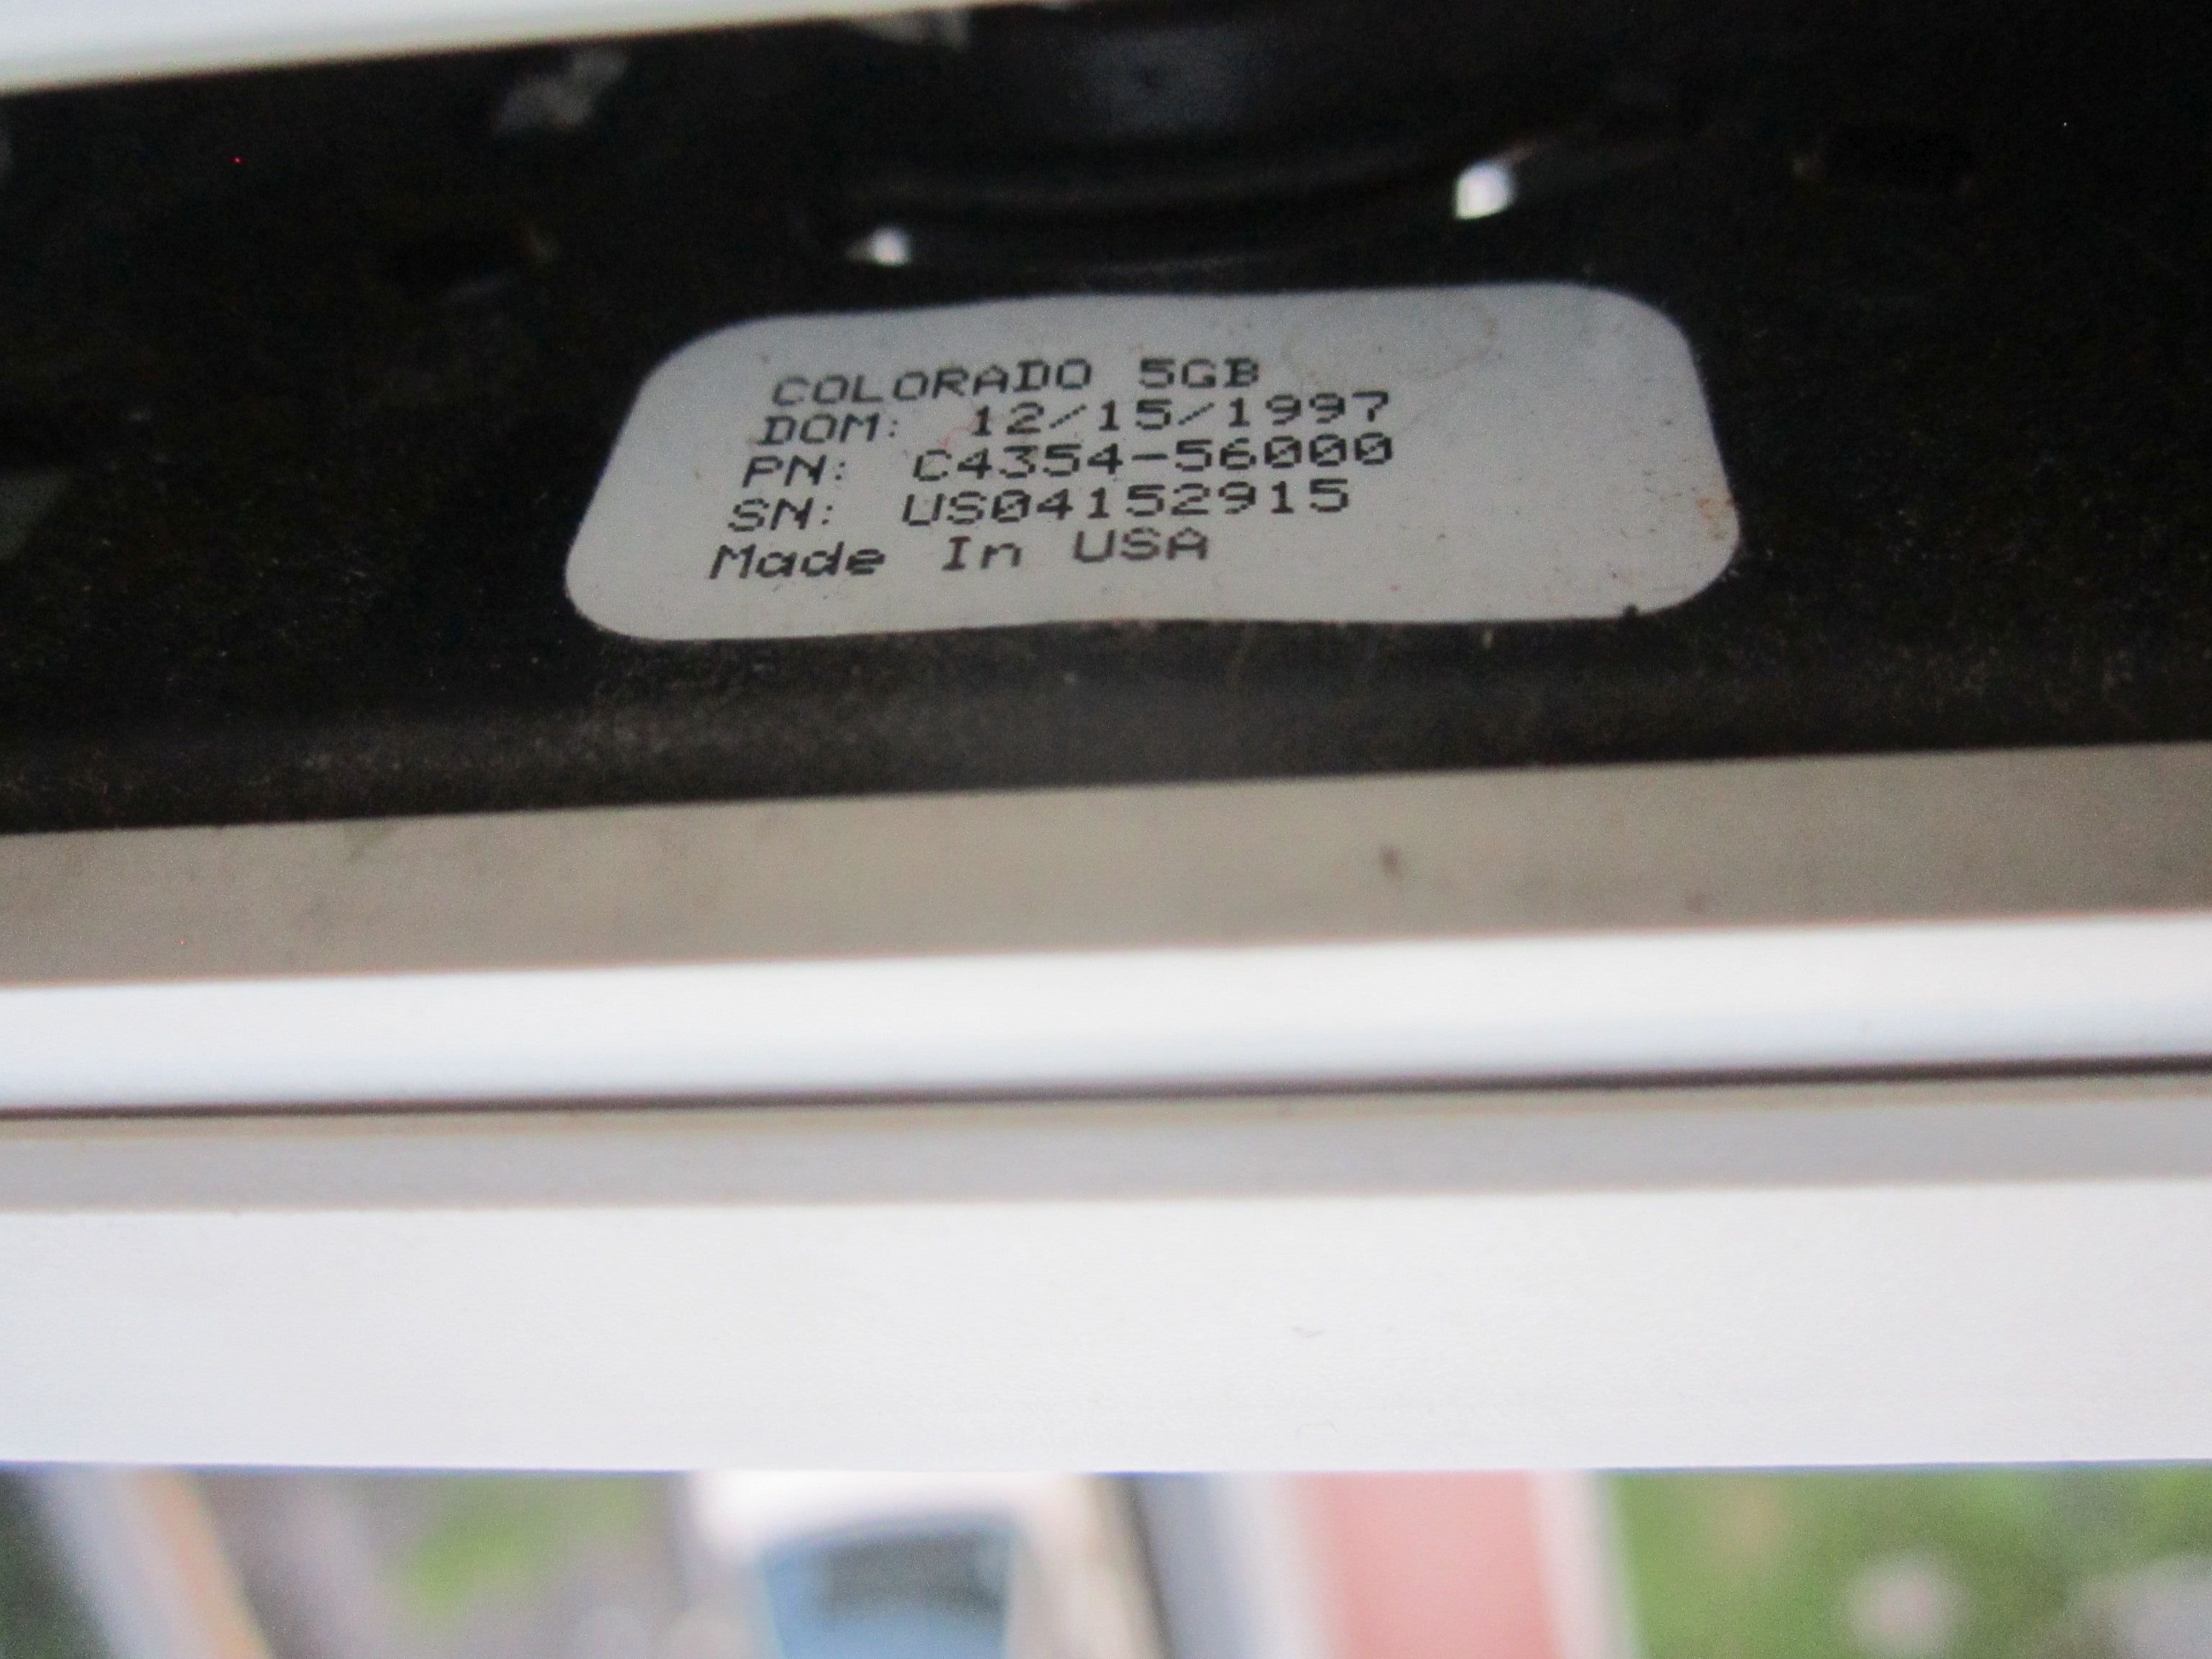 COLORADO 5GB
DOM: 12/15/1997
PN: C4354-56000
SN: US04152915
Made In USA